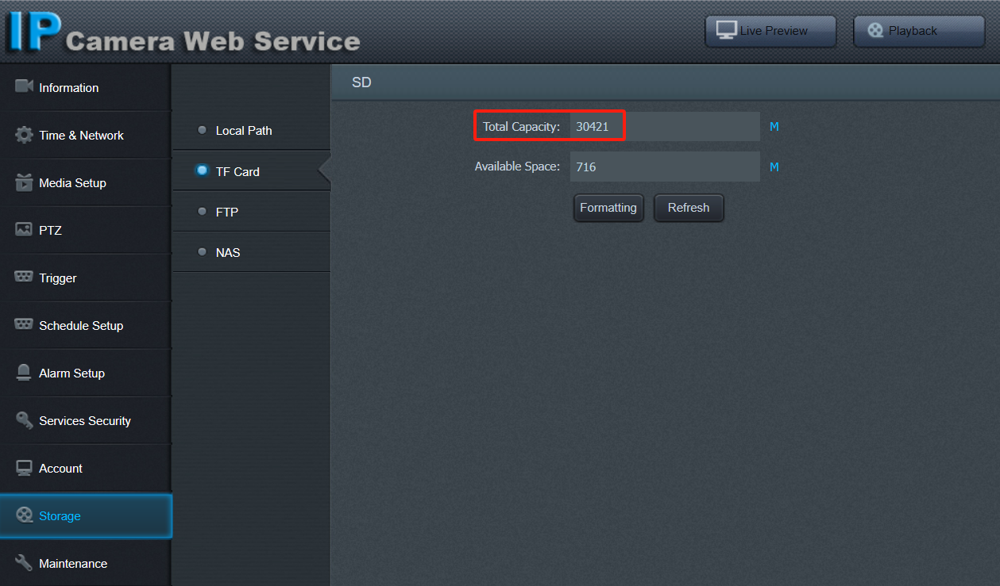 IP Camera Web Service
Live Preview
Playback
Information
Time & Network
Media Setup
PTZ
Trigger
Schedule Setup
Alarm Setup
Services Security
Account
Storage
Maintenance
Local Path
TF Card
FTP
NAS
SD
Total Capacity: 30421 M
Available Space: 716 M
Formatting Refresh